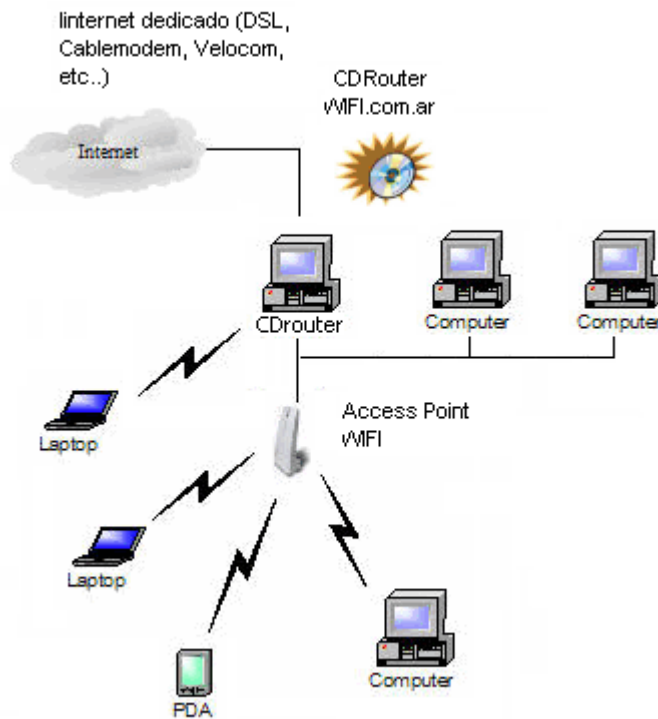 Iinternet dedicado (DSL,
Cablemodem, Velocom,
etc..)
CDRouter
WIFI.com.ar
Internet
CDrouter
Computer
Computer
Laptop
Access Point
WIFI
Laptop
Computer
PDA